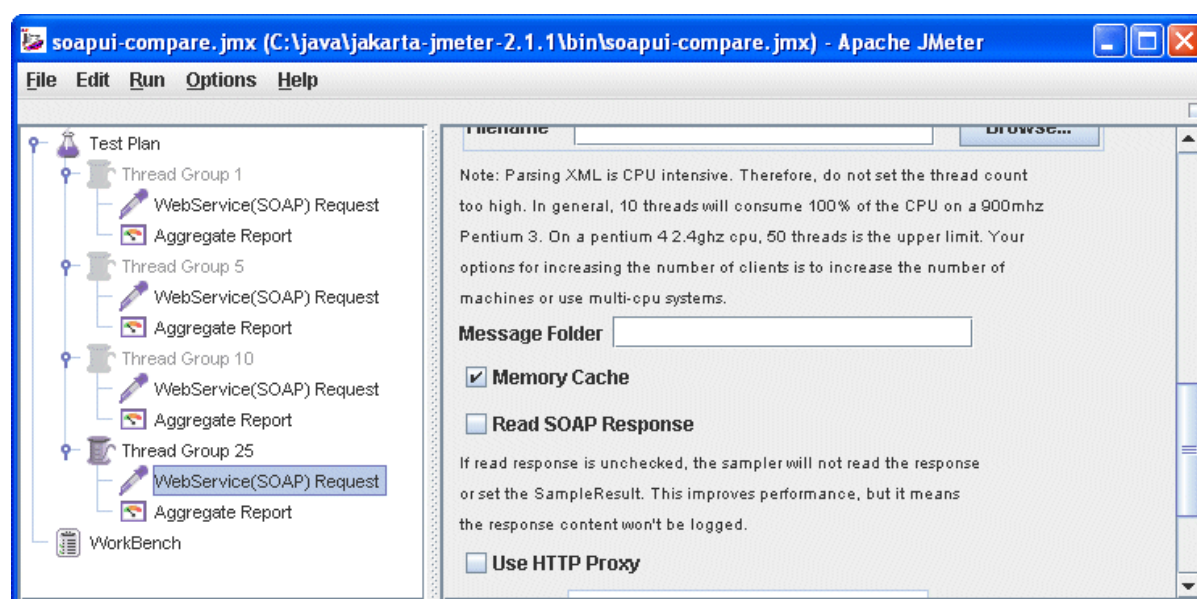 soapui-compare.jmx (C:\java\jakarta-jmeter-2.1.1\bin\soapui-compare.jmx) - Apache JMeter
File Edit Run Options Help
Test Plan
Thread Group 1
WebService(SOAP) Request
Aggregate Report
Thread Group 5
WebService(SOAP) Request
Aggregate Report
Thread Group 10
WebService(SOAP) Request
Aggregate Report
Thread Group 25
WebService(SOAP) Request
Aggregate Report
WorkBench
Filename Browse...
Note: Parsing XML is CPU intensive. Therefore, do not set the thread count
too high. In general, 10 threads will consume 100% of the CPU on a 900mhz
Pentium 3. On a pentium 4 2.4ghz cpu, 50 threads is the upper limit. Your
options for increasing the number of clients is to increase the number of
machines or use multi-cpu systems.
Message Folder
Memory Cache
Read SOAP Response
If read response is unchecked, the sampler will not read the response
or set the SampleResult. This improves performance, but it means
the response content won't be logged.
Use HTTP Proxy